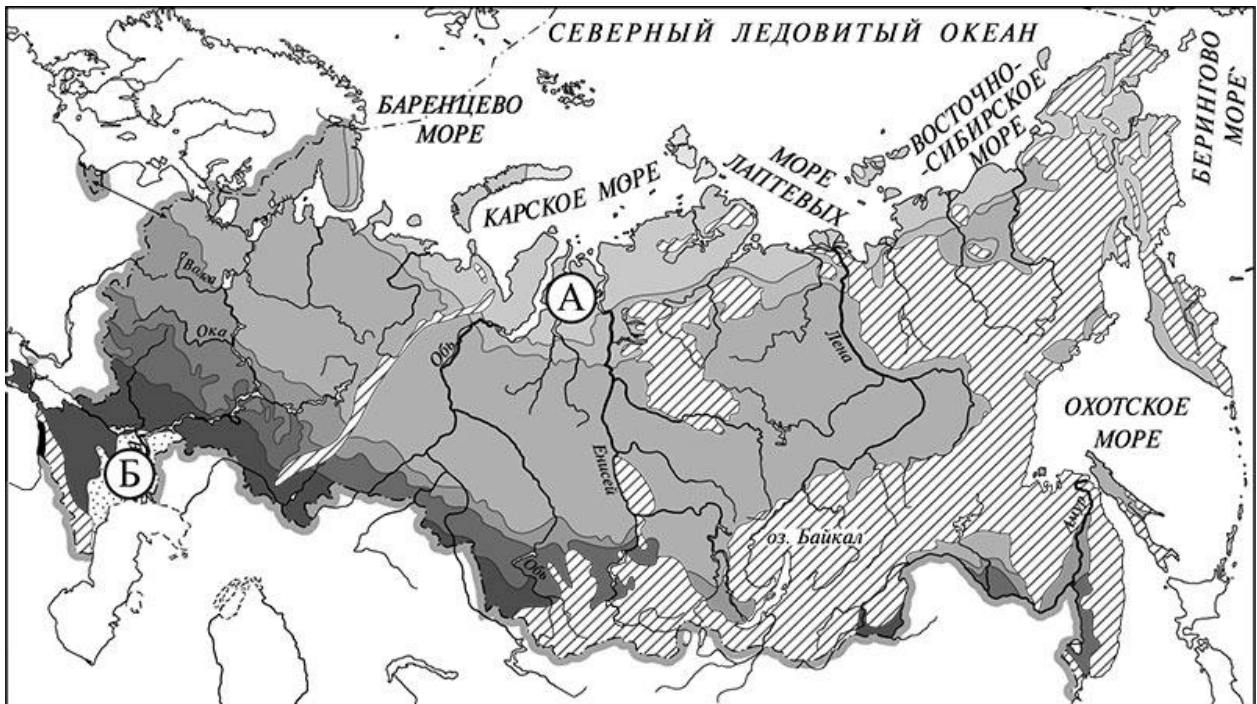 СЕВЕРНЫЙ ЛЕДОВИТЫЙ ОКЕАН
БАРЕНЦЕВО
МОРЕ
КАРСКОЕ МОРЕ
МОРЕ
ЛАПТЕВЫХ
ВОСТОЧНО-
-СИБИРСКОЕ
МОРЕ
БЕРИНГОВО
МОРЕ
Волга
Ока
Обь
А
Енисей
Лена
ОХОТСКОЕ
МОРЕ
Б
Обь
оз. Байкал
Амур